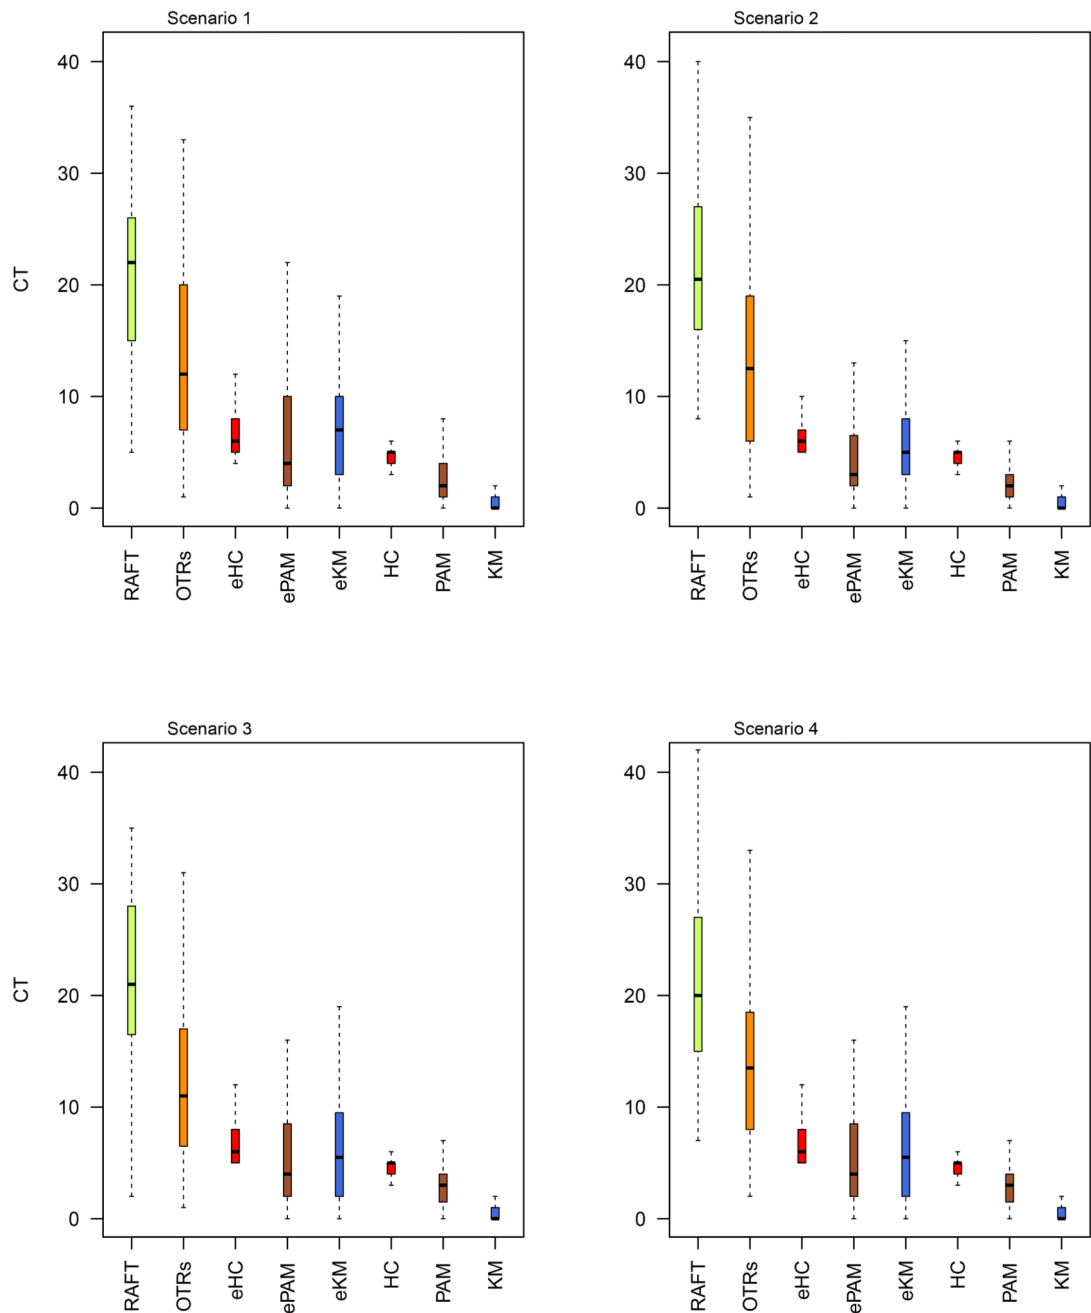 Scenario 1
CT
40
30
20
10
0
RAFT
OTRs
eHC
ePAM
eKM
HC
PAM
KM
Scenario 2
40
30
20
10
0
RAFT
OTRs
eHC
ePAM
eKM
HC
PAM
KM
Scenario 3
CT
40
30
20
10
0
RAFT
OTRs
eHC
ePAM
eKM
HC
PAM
KM
Scenario 4
40
30
20
10
0
RAFT
OTRs
eHC
ePAM
eKM
HC
PAM
KM